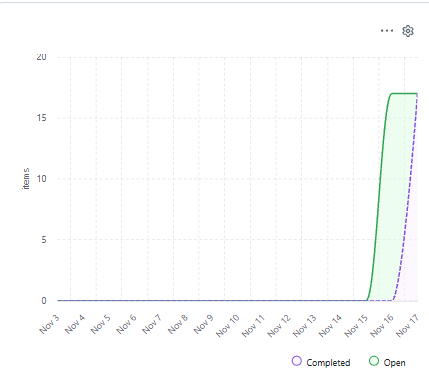 20
15
10
5
0
items
Nov 3
Nov 4
Nov 5
Nov 6
Nov 7
Nov 8
Nov 9
Nov 10
Nov 11
Nov 12
Nov 13
Nov 14
Nov 15
Nov 16
Nov 17
Completed
Open